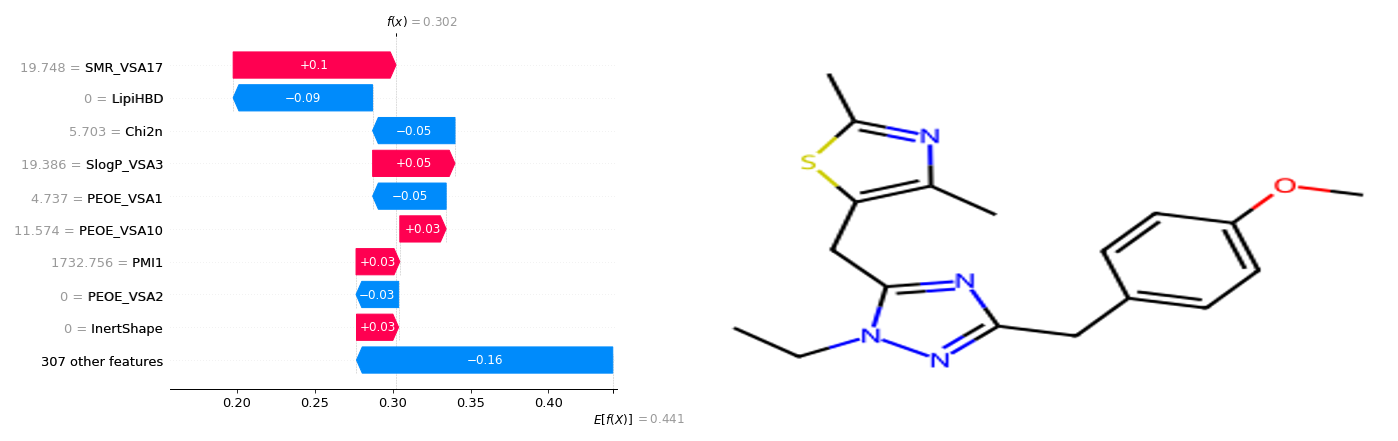 f(x) = 0.302
19.748 = SMR_VSA17
+0.1
0 = LipiHBD
−0.09
5.703 = Chi2n
−0.05
19.386 = SlogP_VSA3
+0.05
4.737 = PEOE_VSA1
−0.05
11.574 = PEOE_VSA10
+0.03
1732.756 = PMI1
+0.03
0 = PEOE_VSA2
−0.03
0 = InertShape
+0.03
307 other features
−0.16
0.20 0.25 0.30 0.35 0.40
E[f(X)] = 0.441
N
S
O
N
N
N